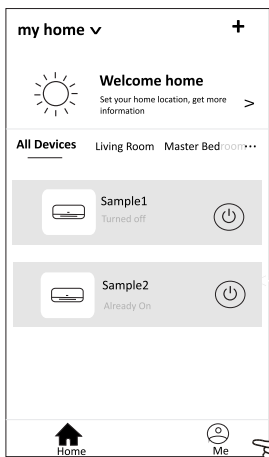 my home
Welcome home
Set your home location, get more
information
All Devices Living Room Master Bedroom
Sample1
Turned off
Sample2
Already On
Home Me